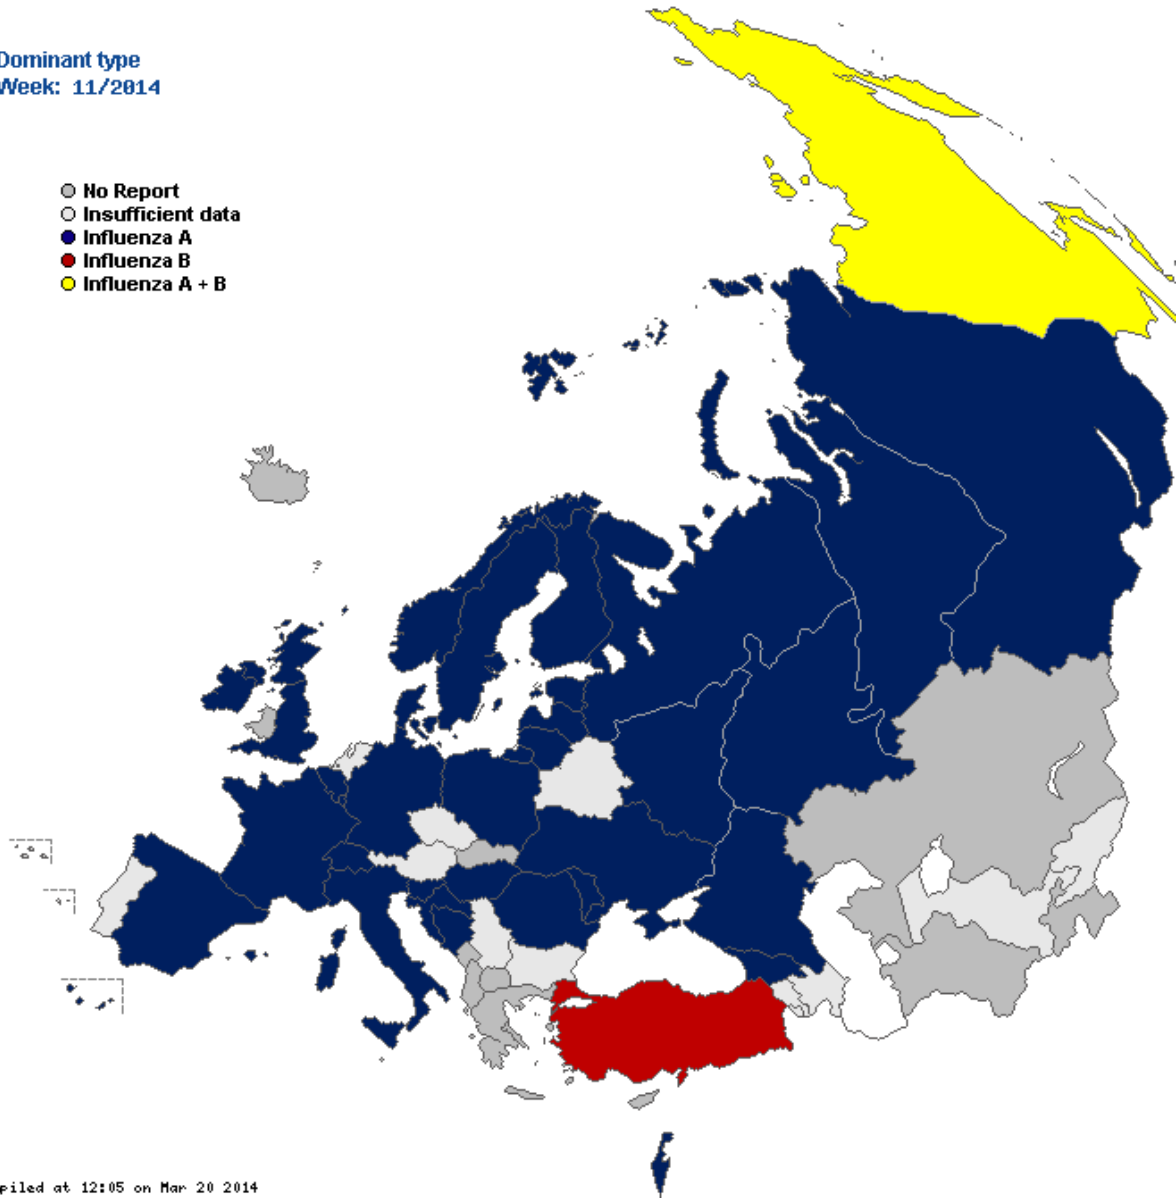 Dominant type
Week: 11/2014
No Report
Insufficient data
Influenza A
Influenza B
Influenza A + B
piled at 12:05 on Mar 20 2014